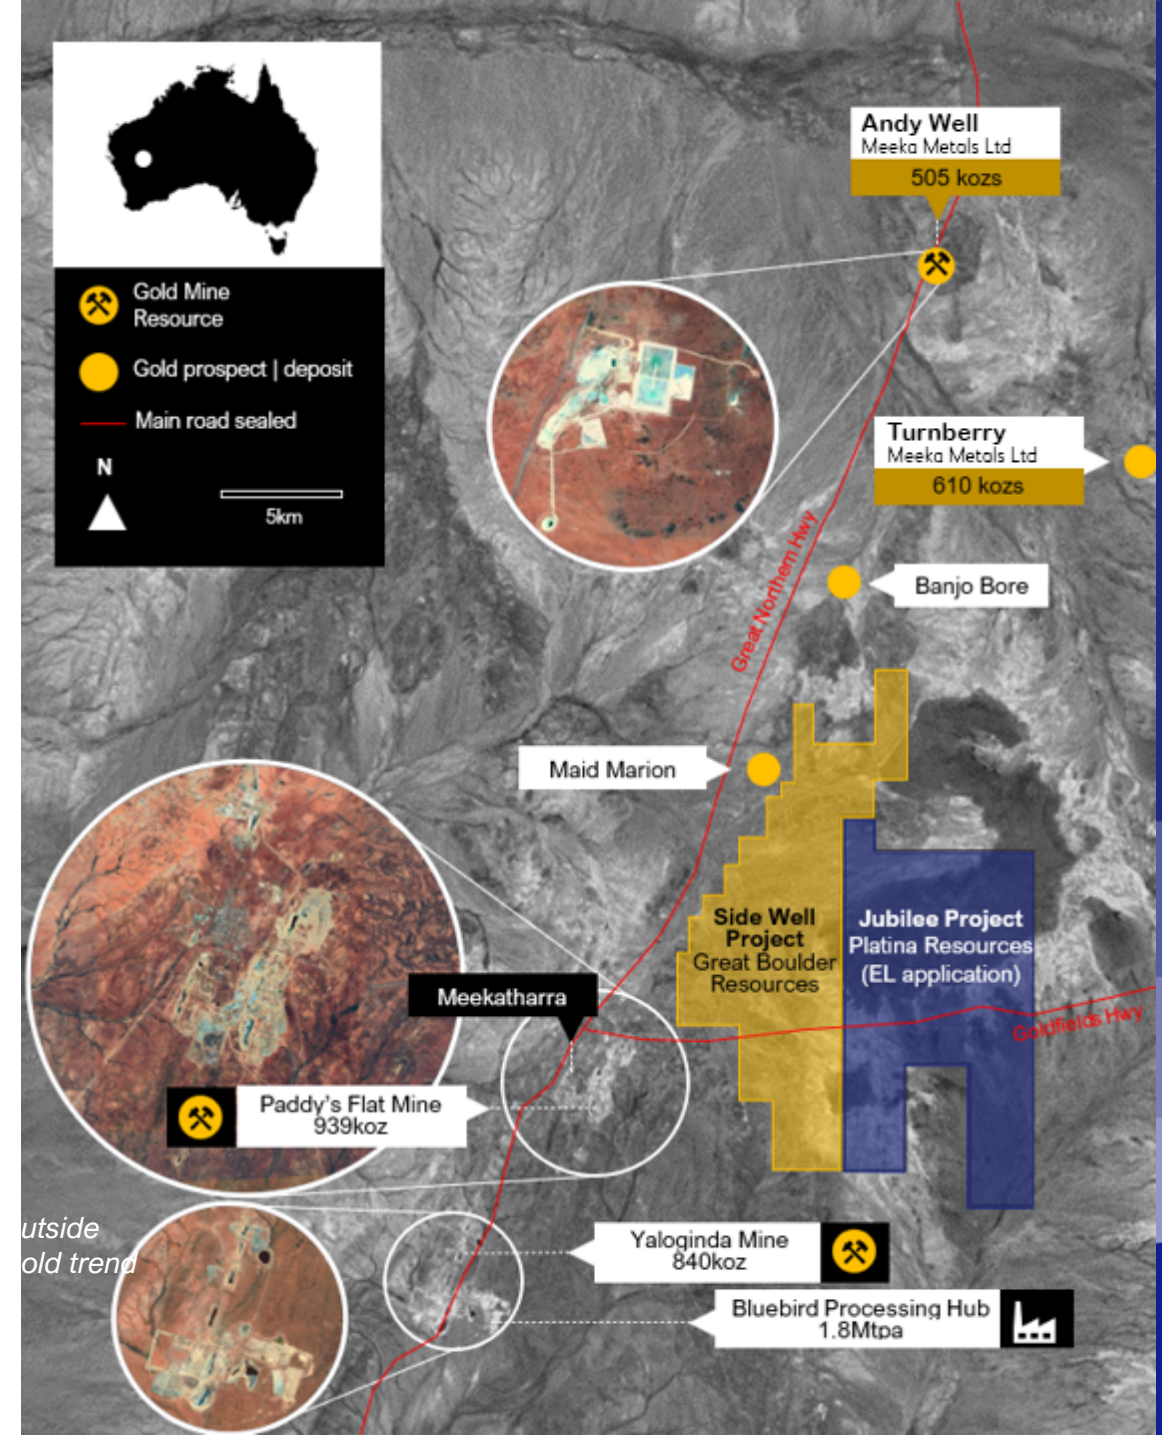 Andy Well
Meeka Metals Ltd
505 kozs
Gold Mine
Resource
Gold prospect | deposit
Main road sealed
N
5km
Turnberry
Meeka Metals Ltd
610 kozs
Great Northern Hwy
Banjo Bore
Maid Marion
Side Well
Project
Great Boulder
Resources
Jubilee Project
Platina Resources
(EL application)
Meekatharra
Goldfields Hwy
Paddy's Flat Mine
939koz
utside
old trend
Yaloginda Mine
840koz
Bluebird Processing Hub
1.8Mtpa